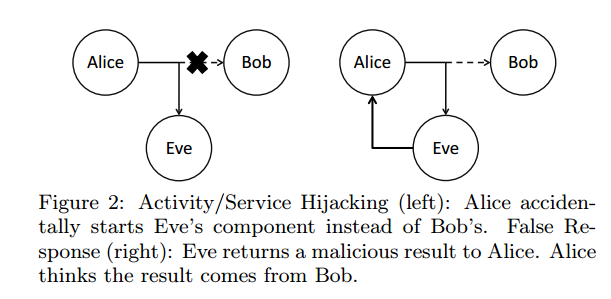 Alice
Bob
Eve
Alice
Bob
Eve
Figure 2: Activity/Service Hijacking (left): Alice acciden-
tally starts Eve's component instead of Bob's. False Re-
sponse (right): Eve returns a malicious result to Alice. Alice
thinks the result comes from Bob.